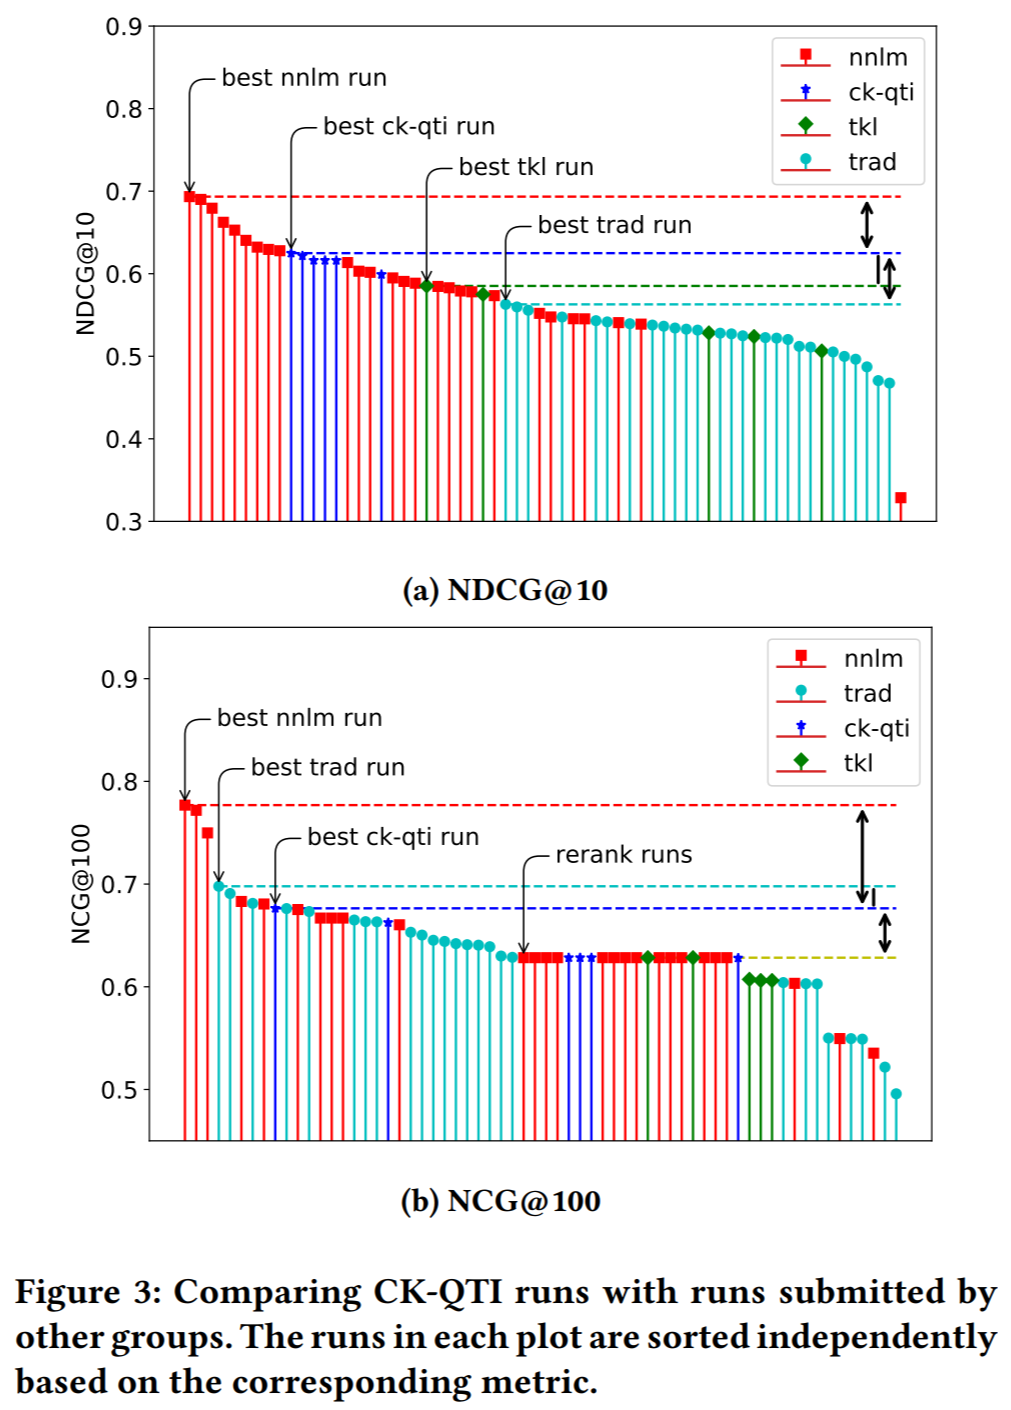 0.9
best nnlm run
nnlm
ck-qti
tkl
trad
0.8
best ck-qti run
best tkl run
0.7
best trad run
NDCG@10
0.6
0.5
0.4
0.3
(a) NDCG@10
nnlm
trad
ck-qti
tkl
0.9
best nnlm run
best trad run
0.8
best ck-qti run
rerank runs
NCG@100
0.7
0.6
0.5
(b) NCG@100
Figure 3: Comparing CK-QTI runs with runs submitted by
other groups. The runs in each plot are sorted independently
based on the corresponding metric.